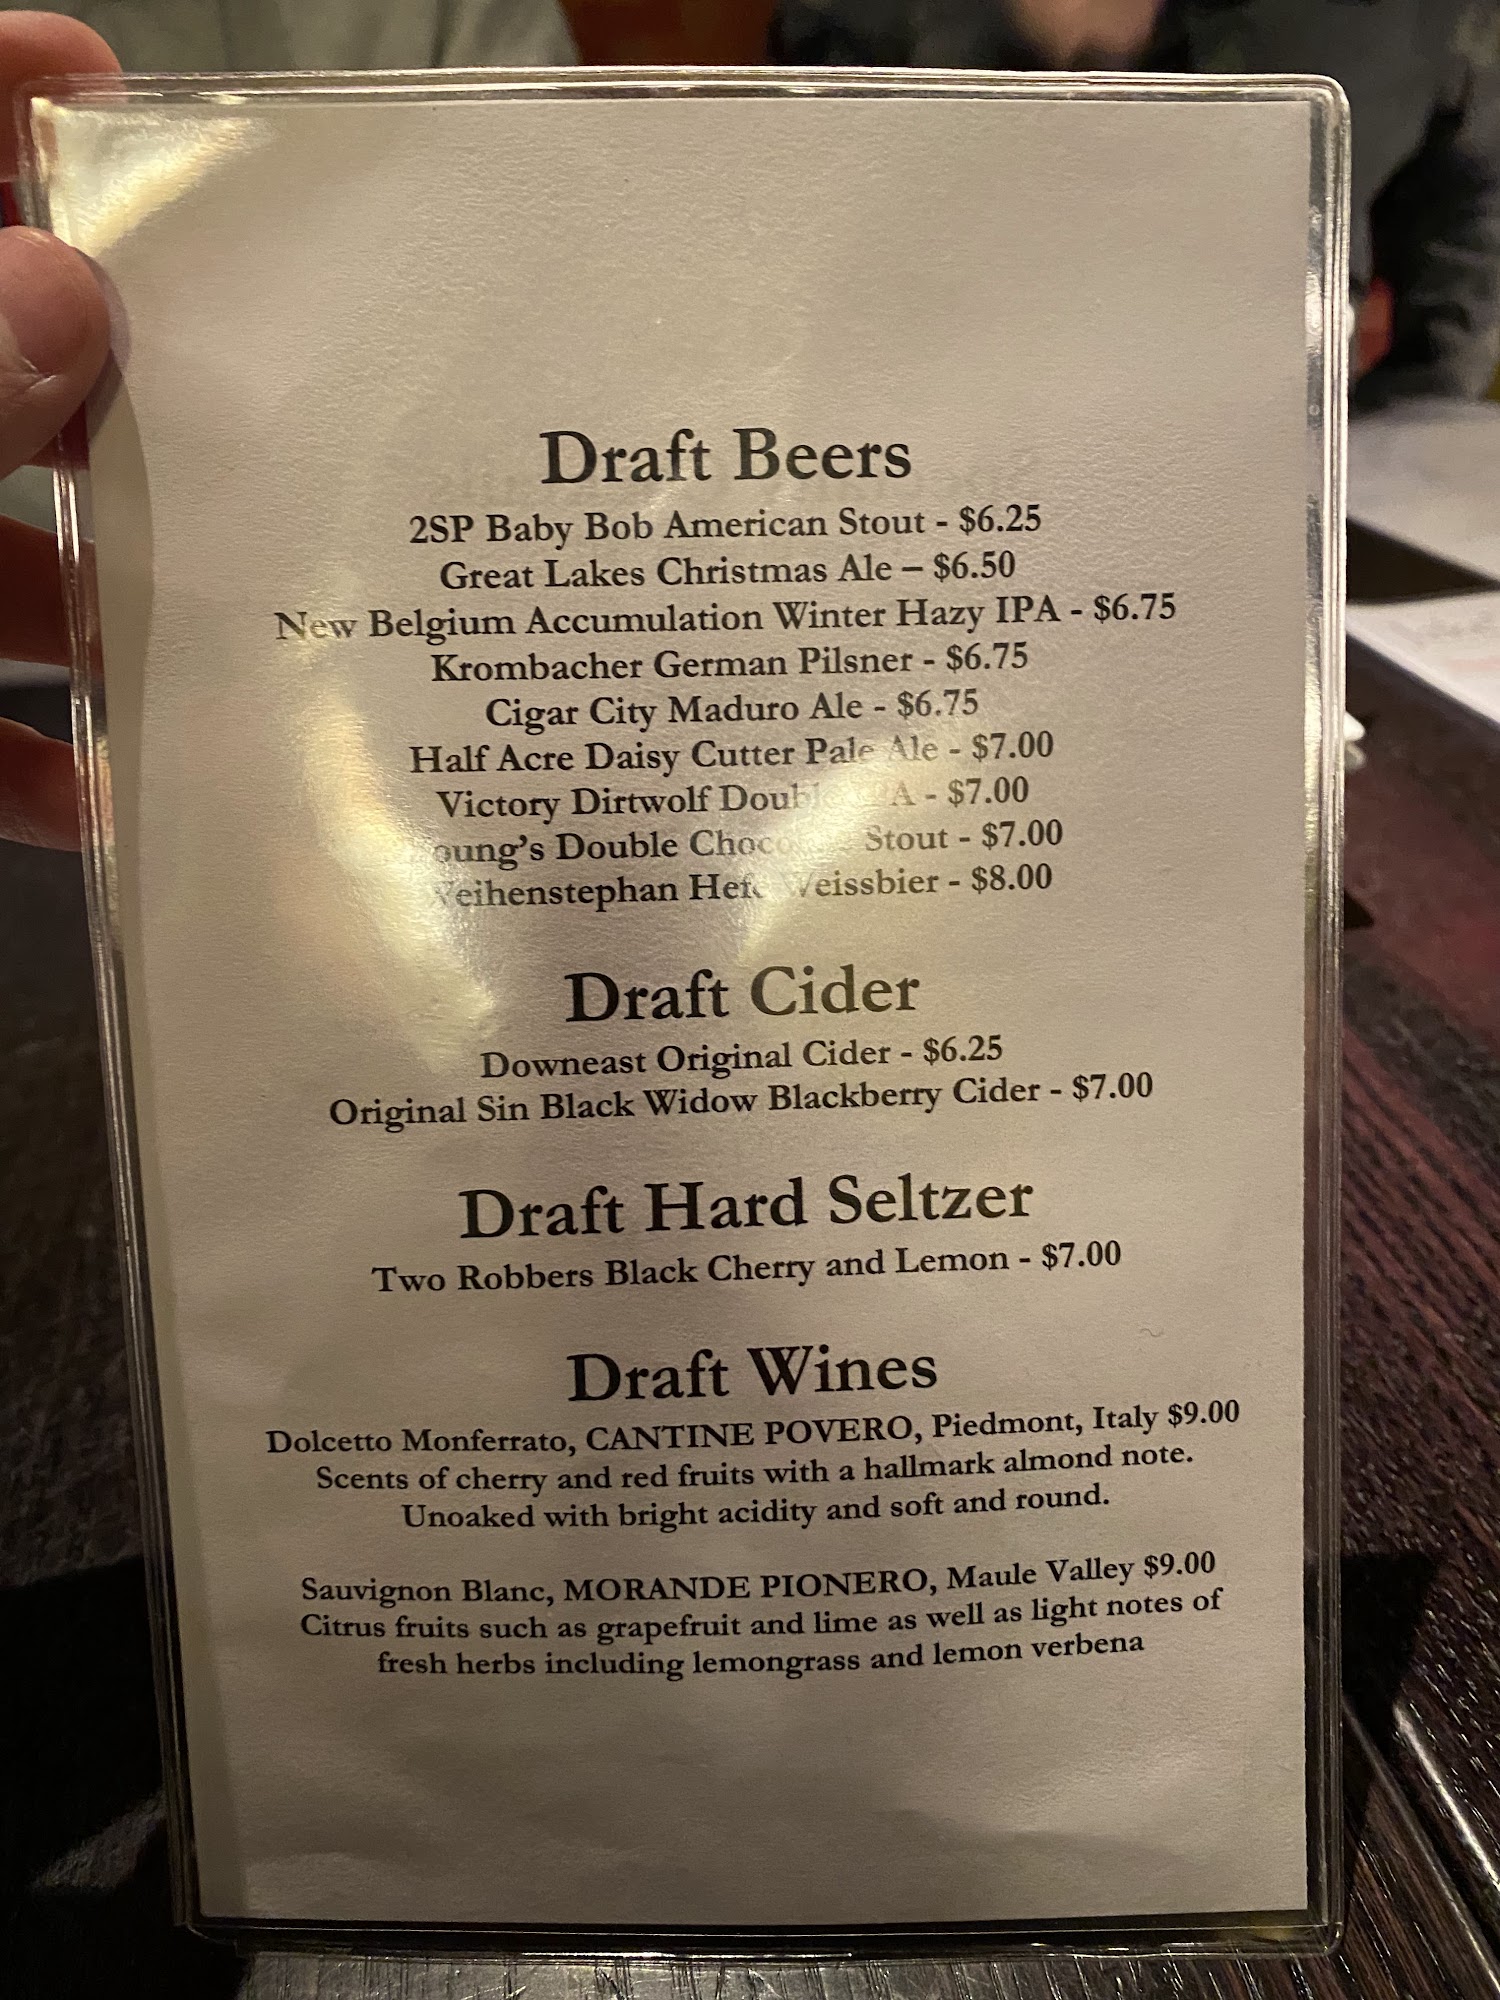 Draft Beers
2SP Baby Bob American Stout - $6.25
Great Lakes Christmas Ale – $6.50
New Belgium Accumulation Winter Hazy IPA - $6.75
Krombacher German Pilsner - $6.75
Cigar City Maduro Ale - $6.75
Half Acre Daisy Cutter Pale Ale - $7.00
Victory Dirtwolf Double IPA - $7.00
Young's Double Chocolate Stout - $7.00
Weihenstephan Hefe Weissbier - $8.00
Draft Cider
Downeast Original Cider - $6.25
Original Sin Black Widow Blackberry Cider - $7.00
Draft Hard Seltzer
Two Robbers Black Cherry and Lemon - $7.00
Draft Wines
Dolcetto Monferrato, CANTINE POVERO, Piedmont, Italy $9.00
Scents of cherry and red fruits with a hallmark almond note.
Unoaked with bright acidity and soft and round.
Sauvignon Blanc, MORANDE PIONERO, Maule Valley $9.00
Citrus fruits such as grapefruit and lime as well as light notes of
fresh herbs including lemongrass and lemon verbena